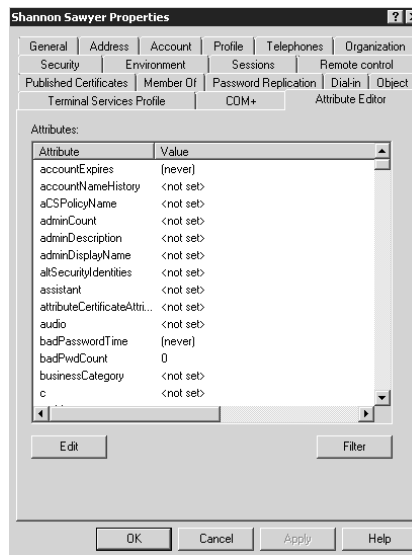 Shannon Sawyer Properties
General Address Account Profile Telephones Organization
Security Environment Sessions Remote control
Published Certificates Member Of Password Replication Dial-in Object
Terminal Services Profile COM+ Attribute Editor
Attributes:
Attribute Value
accountExpires (never)
accountNameHistory <not set>
aCSPolicyName <not set>
adminCount <not set>
adminDescription <not set>
adminDisplayName <not set>
altSecurityIdentities <not set>
assistant <not set>
attributeCertificateAttri... <not set>
audio <not set>
badPasswordTime (never)
badPwdCount 0
businessCategory <not set>
c <not set>
Edit Filter
OK Cancel Apply Help